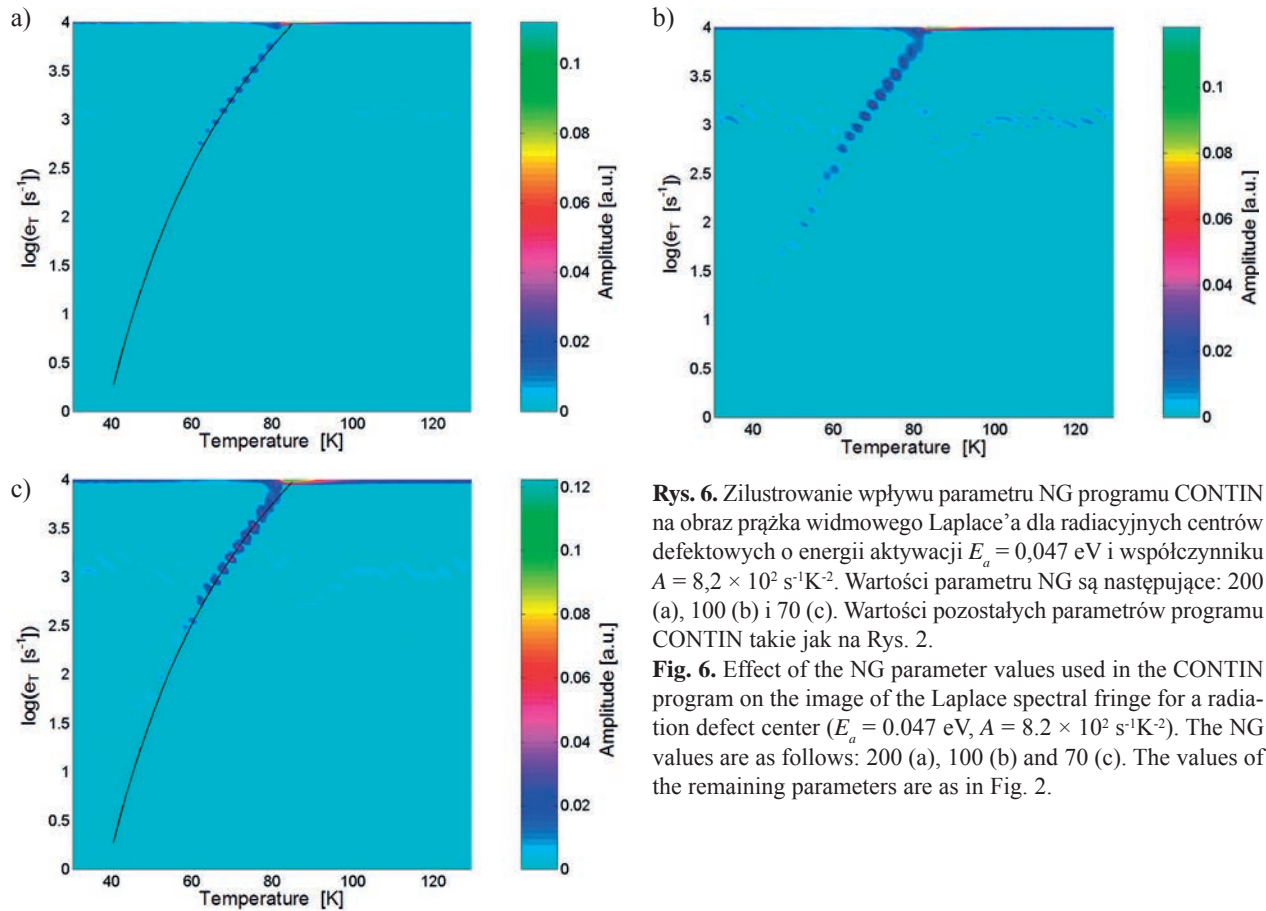 a)
4
3.5
3
2.5
2
1.5
1
0.5
0
log(eT [s-1])
40
60
80
100
120
Temperature [K]
0.1
0.08
0.06
0.04
0.02
0
Amplitude [a.u.]
b)
4
3.5
3
2.5
2
1.5
1
0.5
0
log(eT [s-1])
40
60
80
100
120
Temperature [K]
0.1
0.08
0.06
0.04
0.02
0
Amplitude [a.u.]
c)
4
3.5
3
2.5
2
1.5
1
0.5
0
log(eT [s-1])
40
60
80
100
120
Temperature [K]
0.12
0.1
0.08
0.06
0.04
0.02
0
Amplitude [a.u.]
Rys. 6. Zilustrowanie wpływu parametru NG programu CONTIN
na obraz prążka widmowego Laplace’a dla radiacyjnych centrów
defektowych o energii aktywacji Ea = 0,047 eV i współczynniku
A = 8,2 × 10² s-1K-2. Wartości parametru NG są następujące: 200
(a), 100 (b) i 70 (c). Wartości pozostałych parametrów programu
CONTIN takie jak na Rys. 2.
Fig. 6. Effect of the NG parameter values used in the CONTIN
program on the image of the Laplace spectral fringe for a radia-
tion defect center (Ea = 0.047 eV, A = 8.2 × 10² s-1K-2). The NG
values are as follows: 200 (a), 100 (b) and 70 (c). The values of
the remaining parameters are as in Fig. 2.